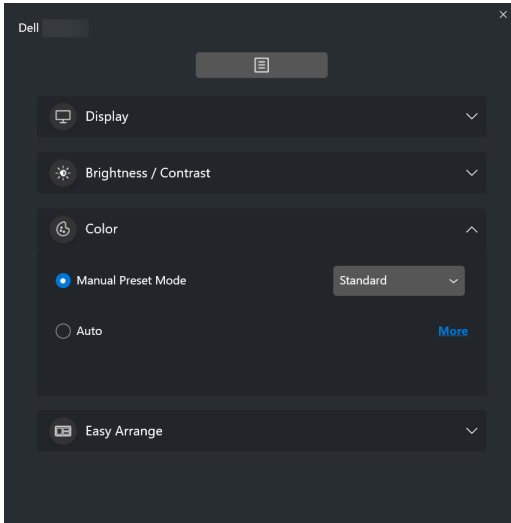 Dell
Display
Brightness / Contrast
Color
Manual Preset Mode Standard
Auto More
Easy Arrange